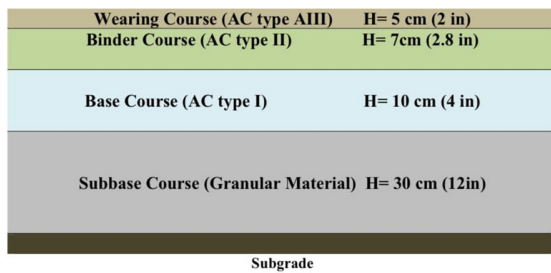 Wearing Course (AC type AIII) H= 5 cm (2 in)
Binder Course (AC type II) H= 7cm (2.8 in)
Base Course (AC type I) H= 10 cm (4 in)
Subbase Course (Granular Material) H= 30 cm (12in)
Subgrade